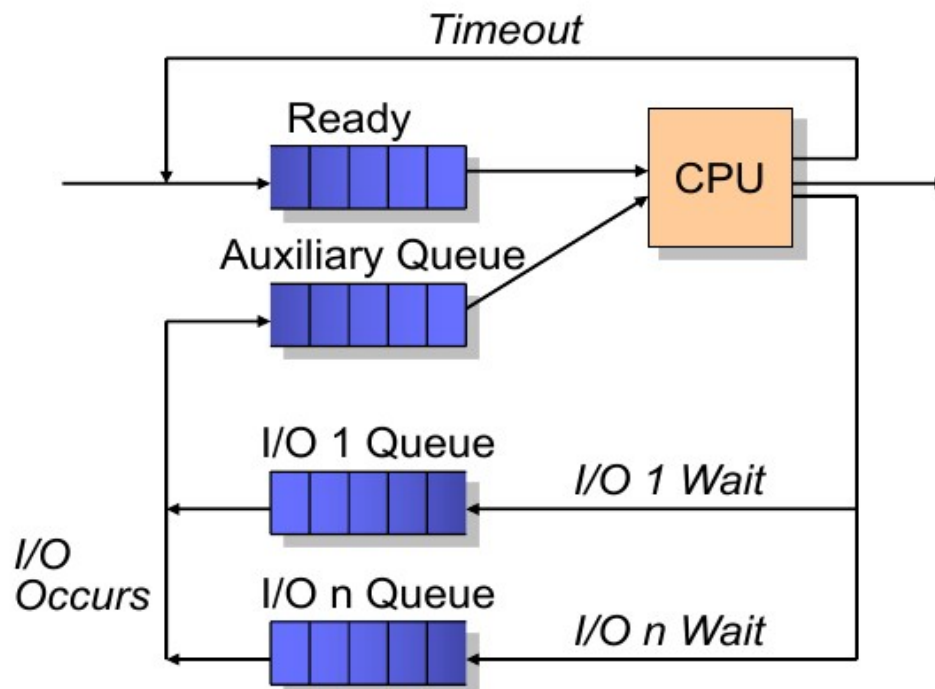 Timeout
Ready
CPU
Auxiliary Queue
I/O 1 Queue
I/O 1 Wait
I/O
Occurs
I/O n Queue
I/O n Wait